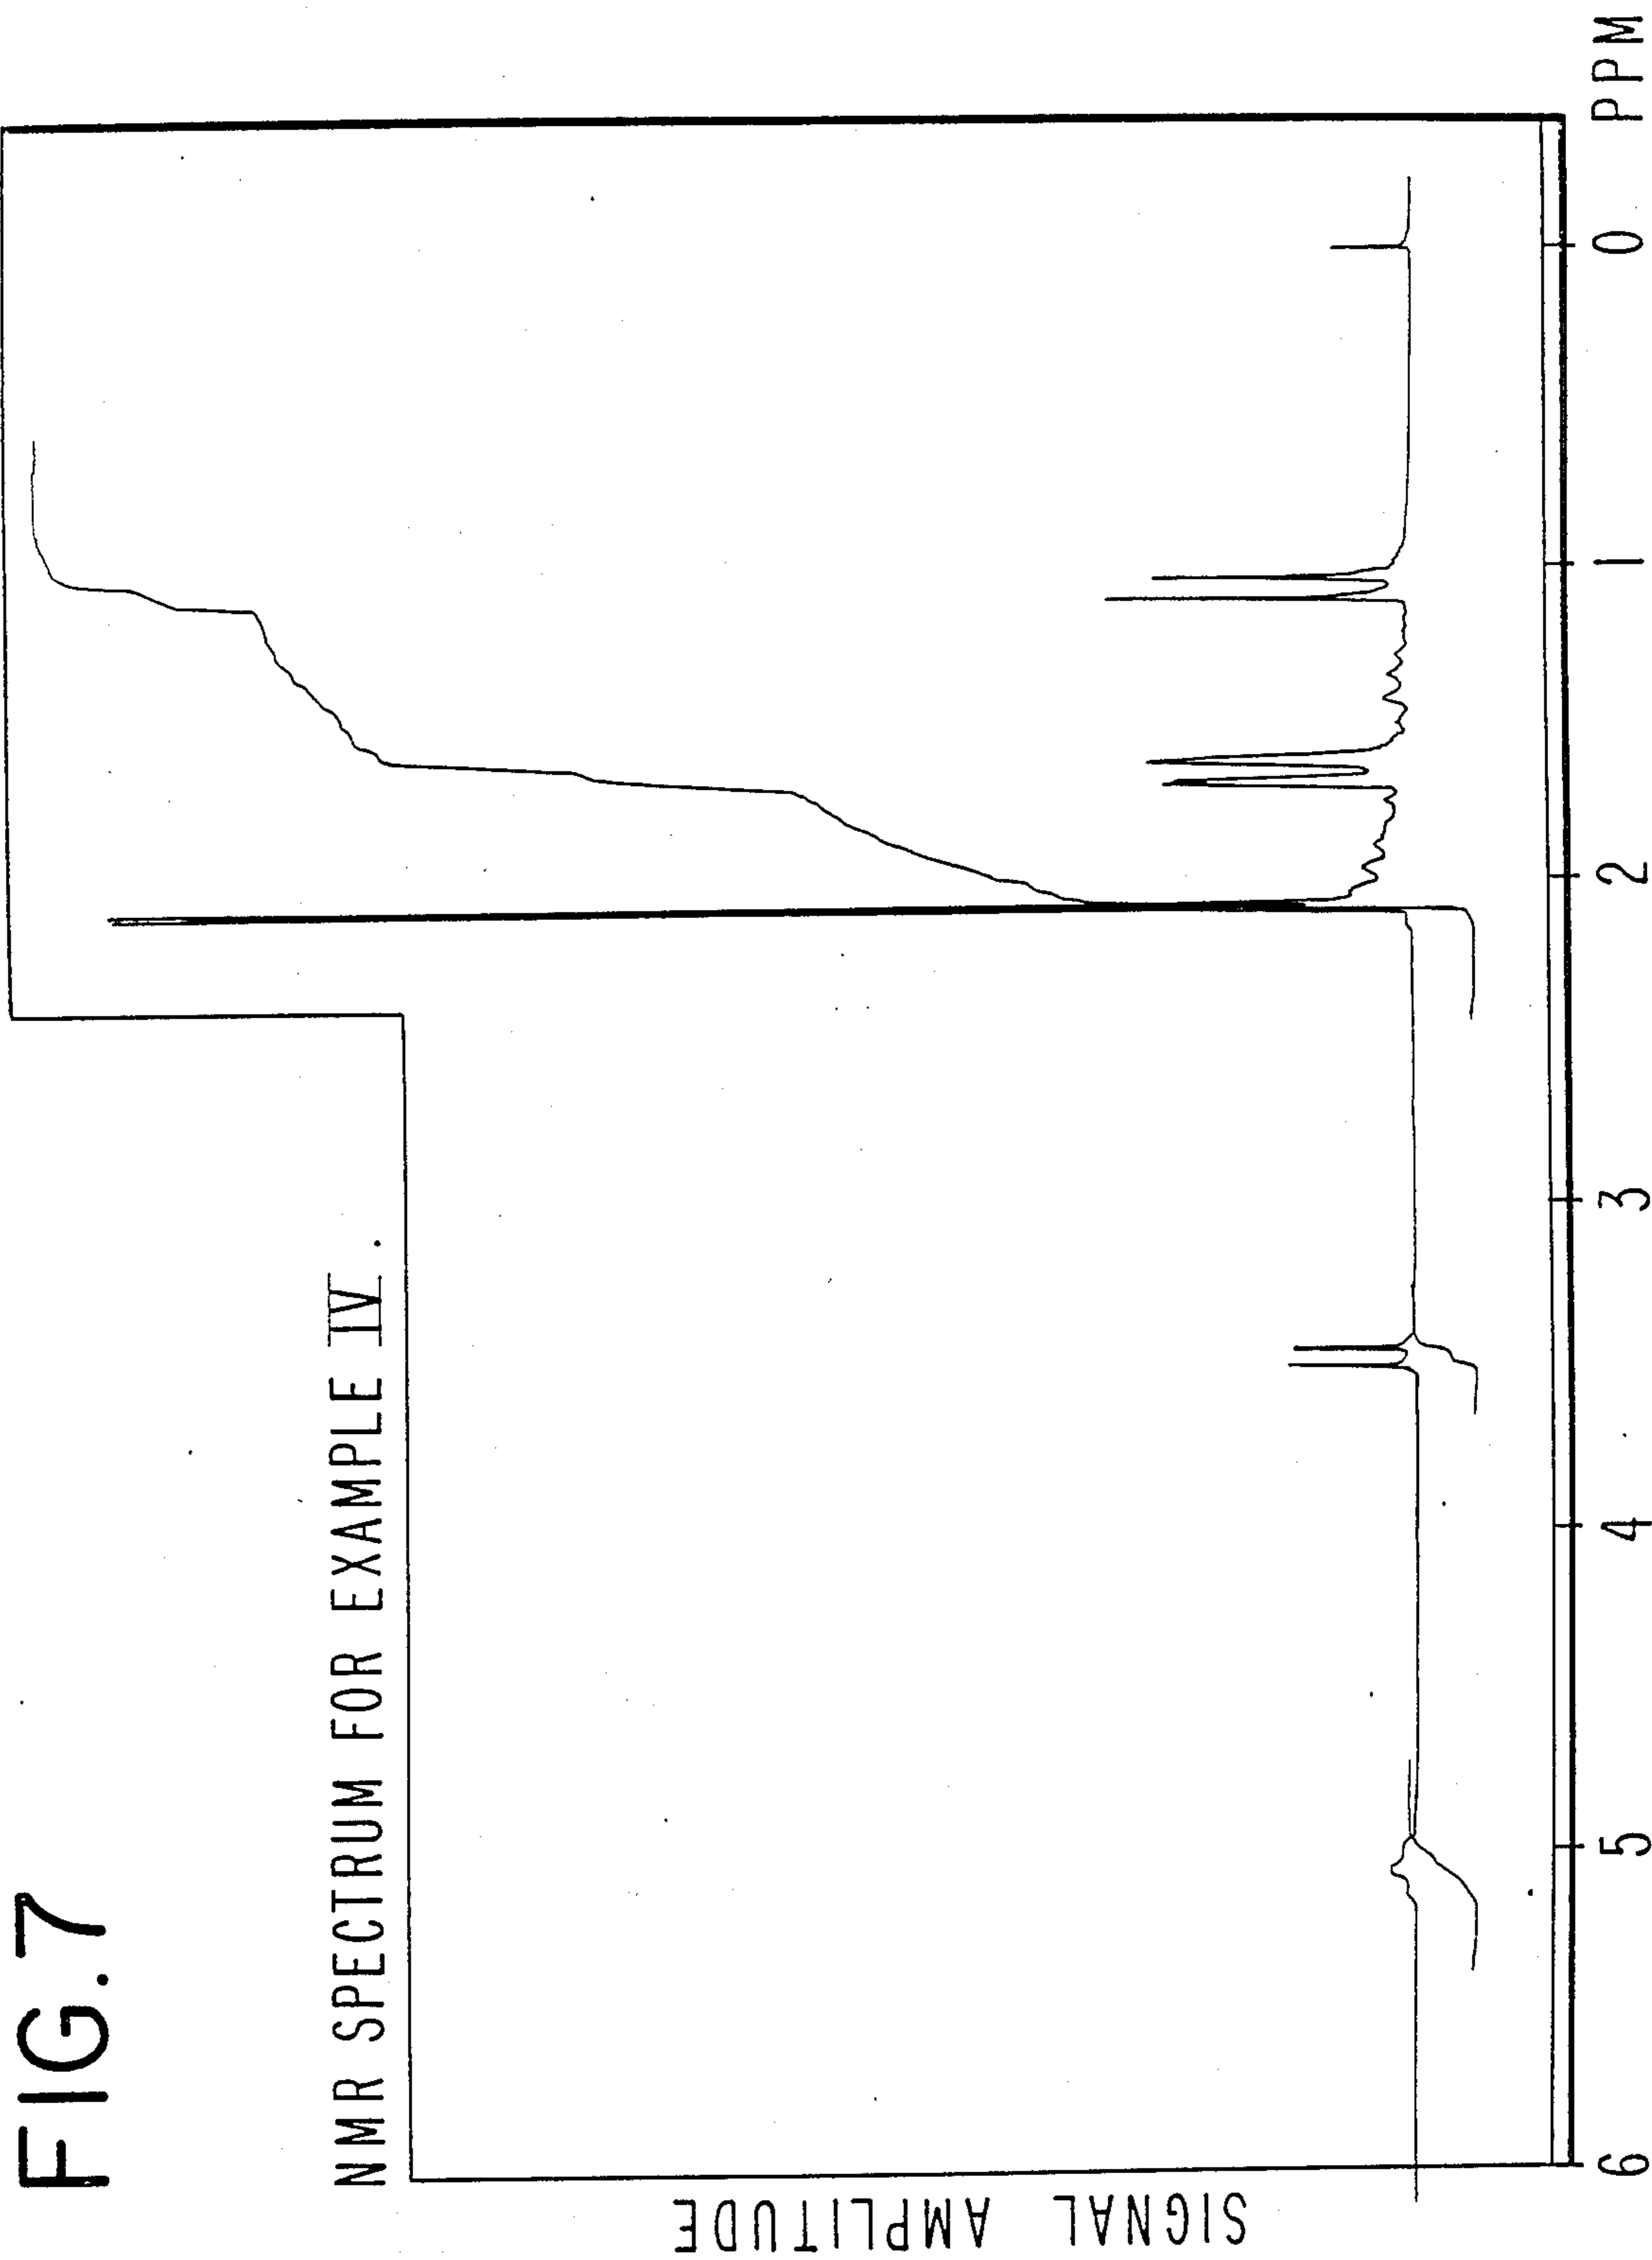 FIG.7
NMR SPECTRUM FOR EXAMPLE IV.
SIGNAL AMPLITUDE
6 5 4 3 2 1 0 PPM